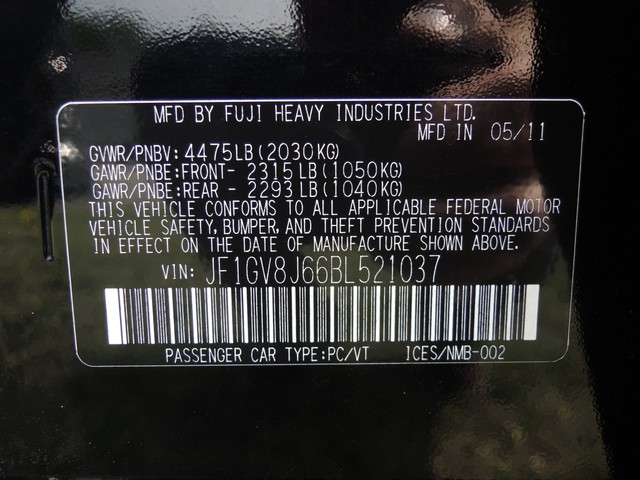 MFD BY FUJI HEAVY INDUSTRIES LTD.
MFD IN 05/11
GVWR/PNBV: 4475LB(2030KG)
GAWR/PNBE:FRONT- 2315LB(1050KG)
GAWR/PNBE:REAR - 2293LB(1040KG)
THIS VEHICLE CONFORMS TO ALL APPLICABLE FEDERAL MOTOR
VEHICLE SAFETY, BUMPER, AND THEFT PREVENTION STANDARDS
IN EFFECT ON THE DATE OF MANUFACTURE SHOWN ABOVE.
VIN: JF1GV8J66BL521037
PASSENGER CAR TYPE:PC/VT ICES/NMB-002